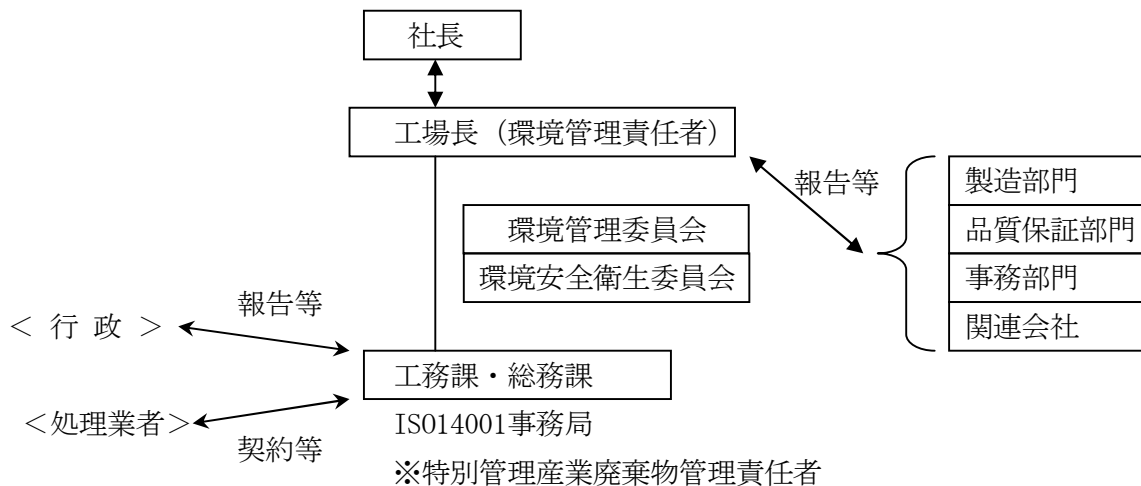 社長
工場長（環境管理責任者）
報告等
製造部門
品質保証部門
事務部門
関連会社
環境管理委員会
環境安全衛生委員会
報告等
＜ 行 政 ＞
工務課・総務課
＜処理業者＞
契約等
ISO14001事務局
※特別管理産業廃棄物管理責任者